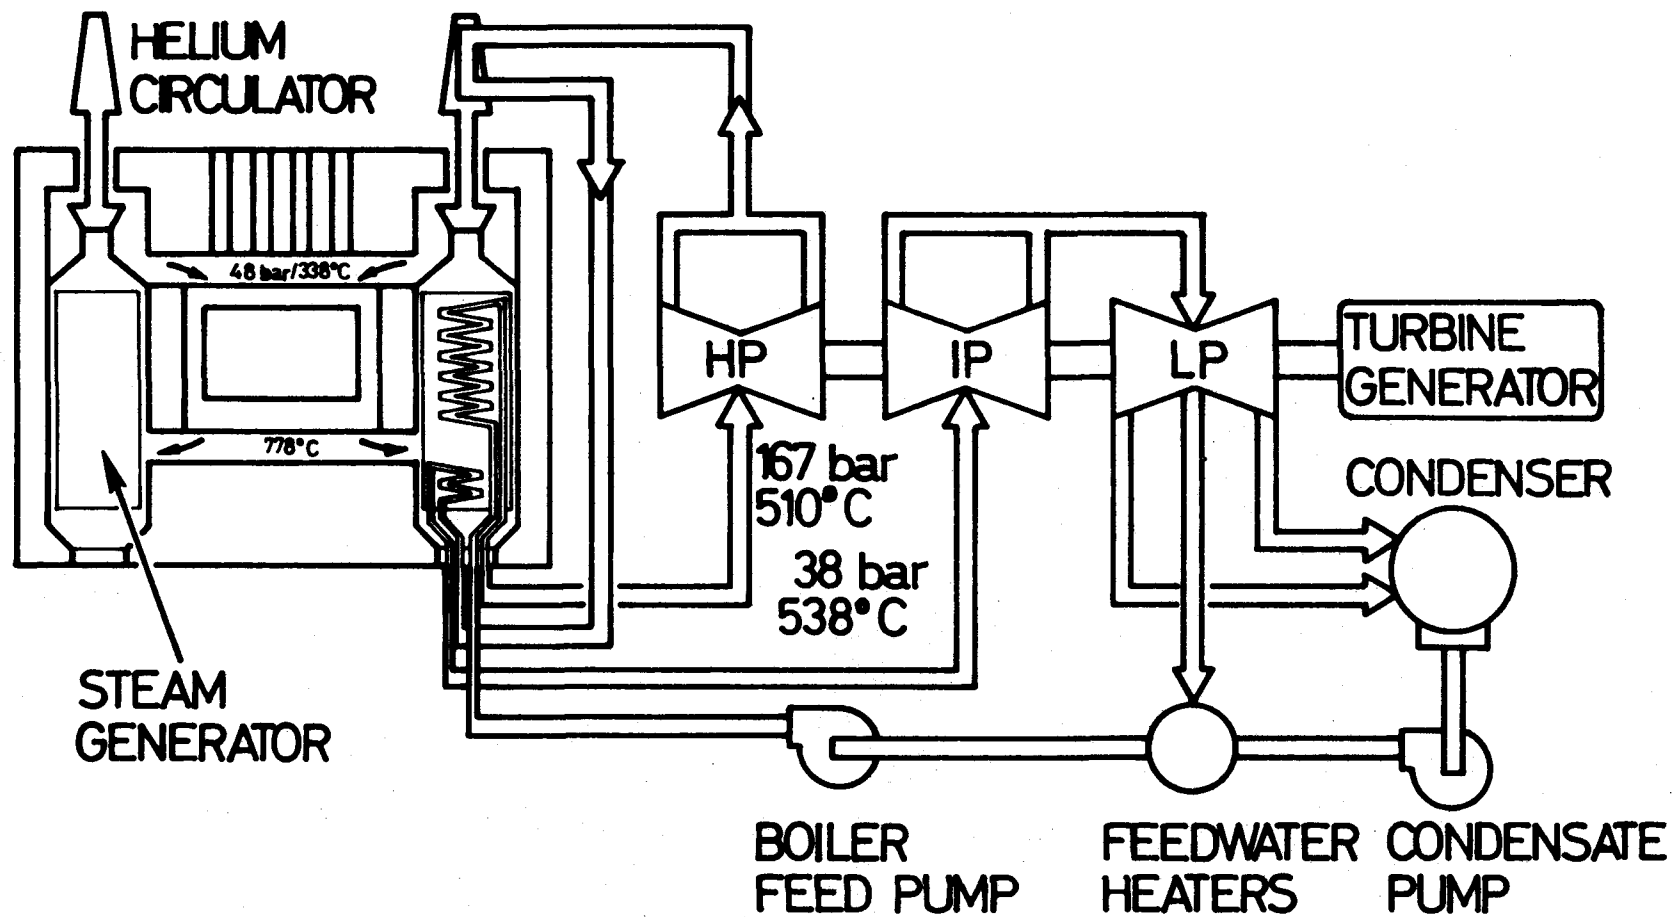 HELIUM
CIRCULATOR
48 bar/338°C
HP
IP
LP
TURBINE
GENERATOR
778°C
167 bar
510°C
CONDENSER
38 bar
538°C
STEAM
GENERATOR
BOILER
FEED PUMP
FEEDWATER
HEATERS
CONDENSATE
PUMP